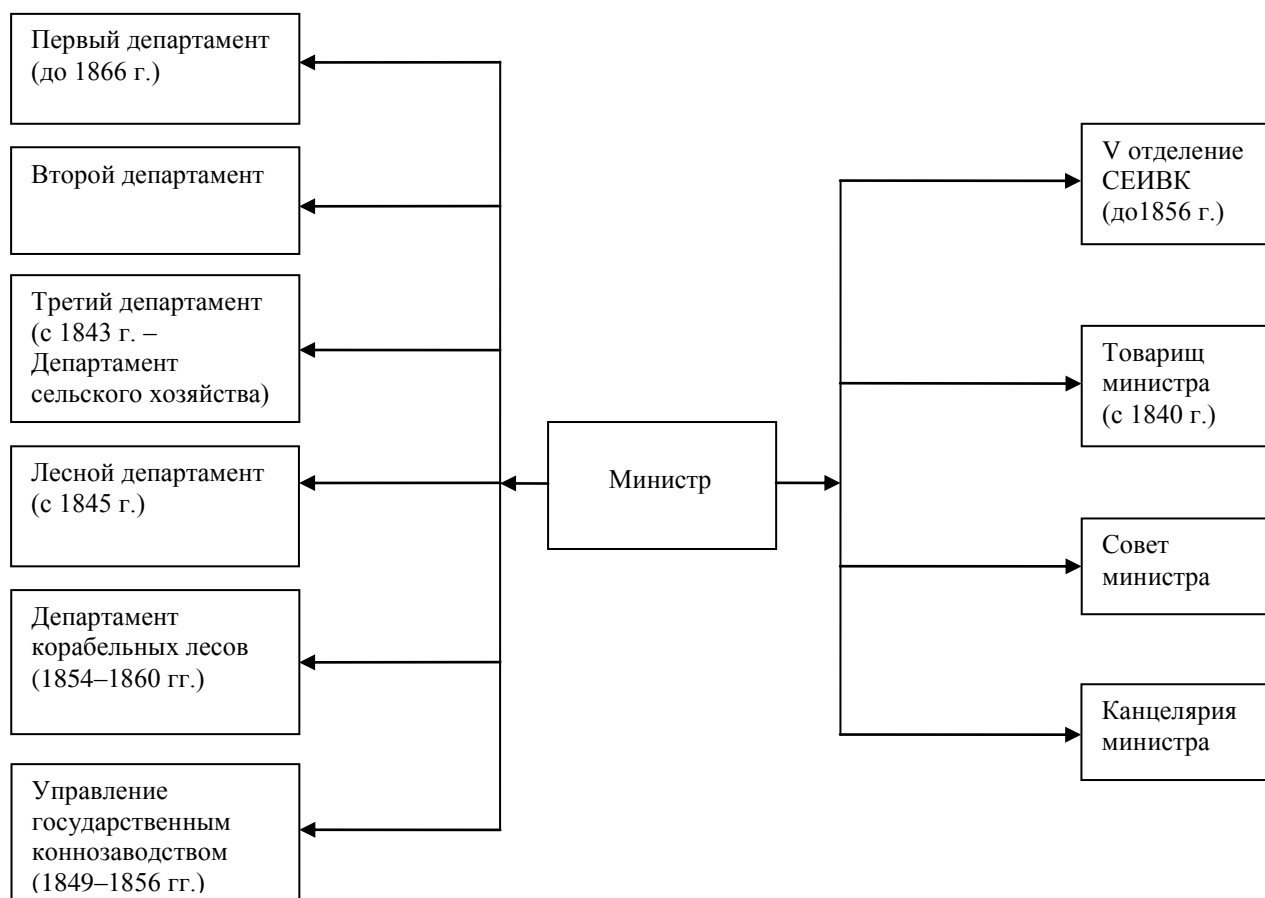 Первый департамент
(до 1866 г.)
Второй департамент
Третий департамент
(с 1843 г. –
Департамент
сельского хозяйства)
Лесной департамент
(с 1845 г.)
Департамент
корабельных лесов
(1854–1860 гг.)
Управление
государственным
коннозаводством
(1849–1856 гг.)
Министр
V отделение
СЕИВК
(до1856 г.)
Товарищ
министра
(с 1840 г.)
Совет
министра
Канцелярия
министра